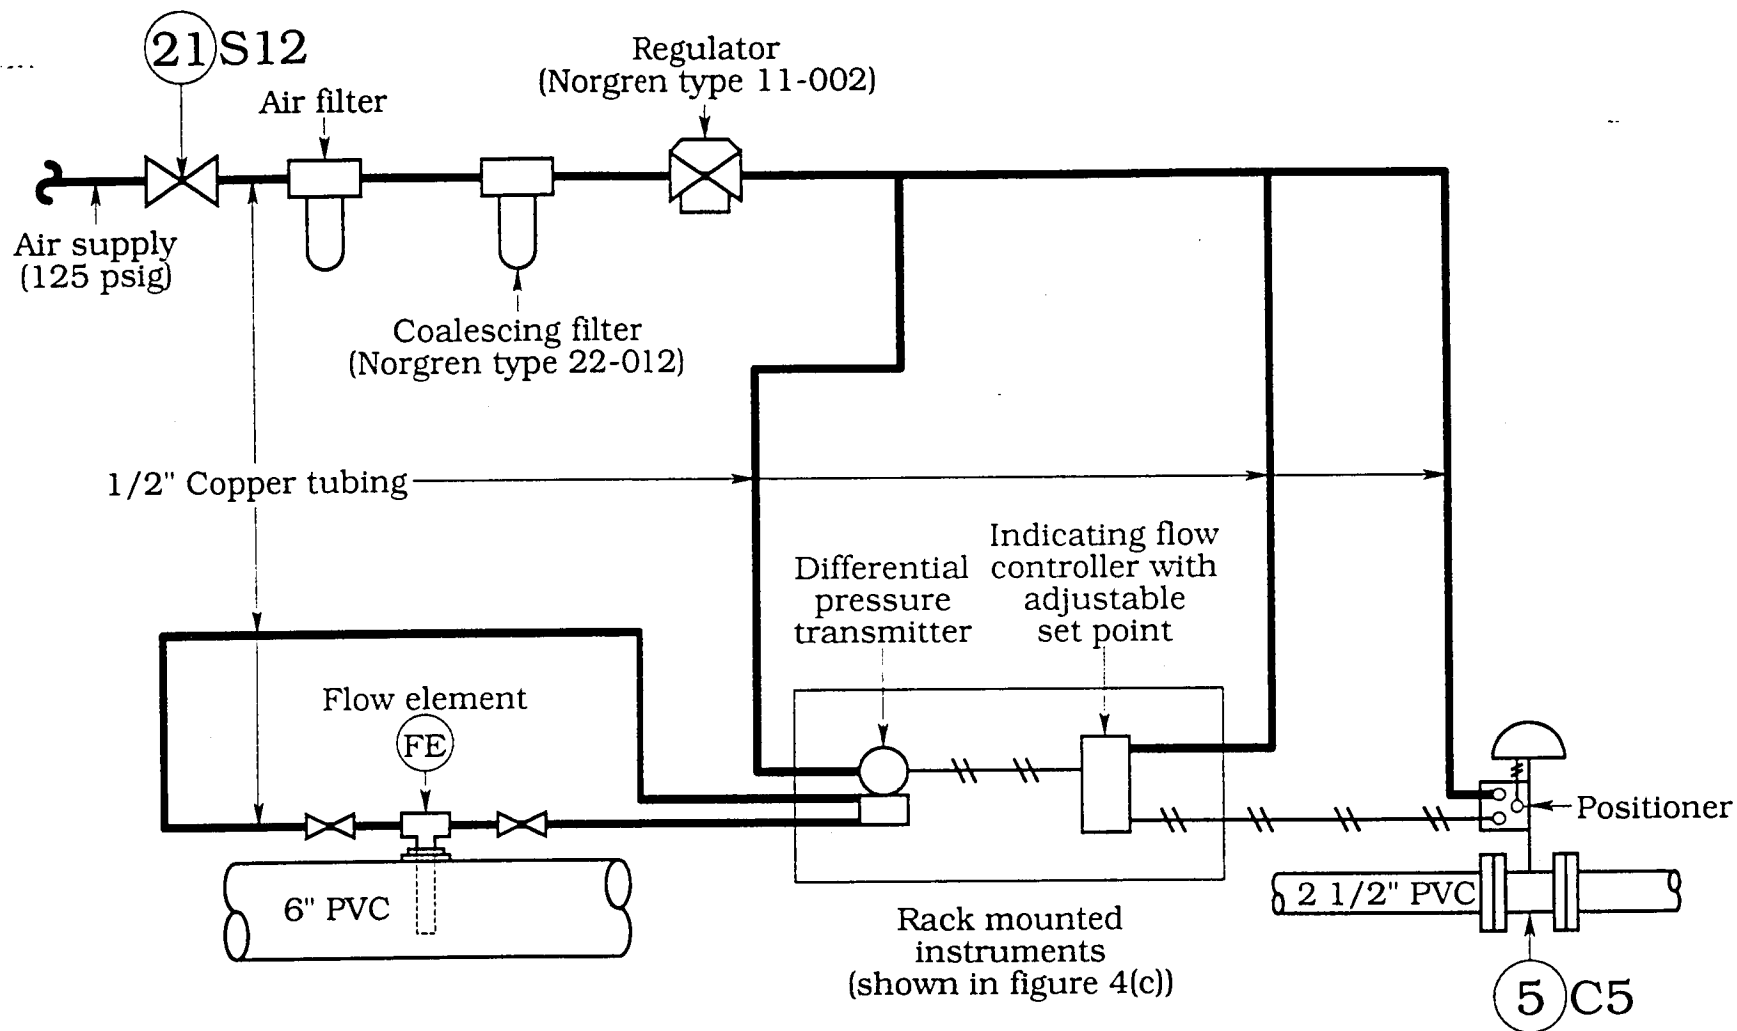 21 S12
Regulator
(Norgren type 11-002)
Air filter
Air supply
(125 psig)
Coalescing filter
(Norgren type 22-012)
1/2" Copper tubing
Differential
pressure
transmitter
Indicating flow
controller with
adjustable
set point
Flow element
FE
Positioner
6" PVC
2 1/2" PVC
Rack mounted
instruments
(shown in figure 4(c))
5 C5